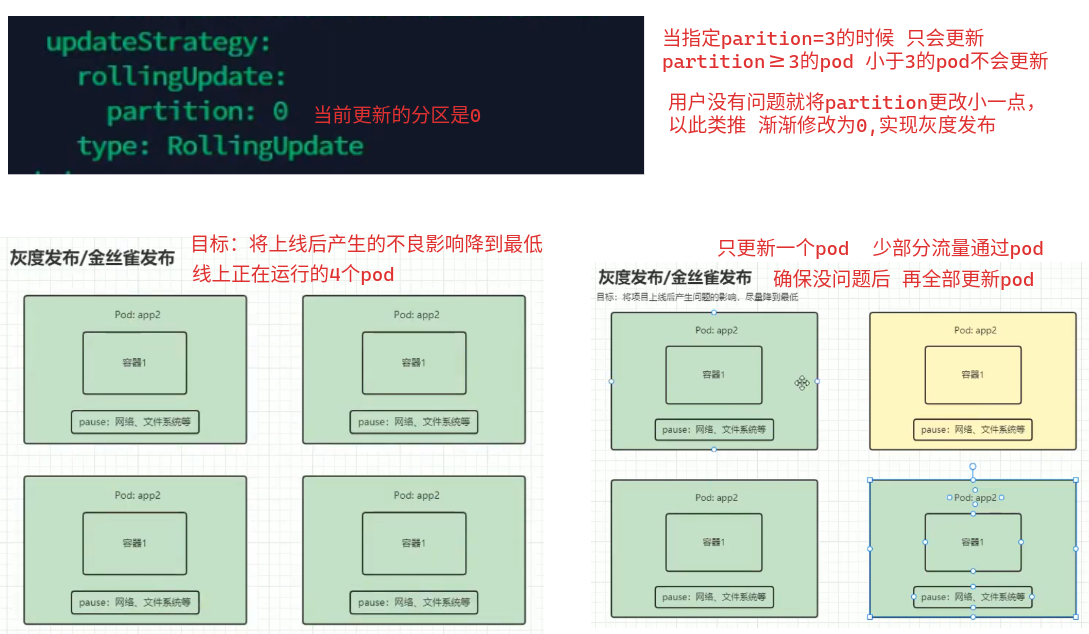 updateStrategy:
rollingUpdate:
partition: 0
当前更新的分区是0
type: RollingUpdate
当指定parition=3的时候 只会更新
partition≥3的pod 小于3的pod不会更新
用户没有问题就将partition更改小一点，
以此类推 渐渐修改为0,实现灰度发布
灰度发布/金丝雀发布
目标：将上线后产生的不良影响降到最低
线上正在运行的4个pod
Pod: app2
容器1
pause：网络、文件系统等
Pod: app2
容器1
pause：网络、文件系统等
Pod: app2
容器1
pause：网络、文件系统等
Pod: app2
容器1
pause：网络、文件系统等
只更新一个pod 少部分流量通过pod
灰度发布/金丝雀发布
确保没问题后 再全部更新pod
目标：将项目上线后产生问题的影响，尽量降到最低
Pod: app2
容器1
pause：网络、文件系统等
Pod: app2
容器1
pause：网络、文件系统等
Pod: app2
容器1
pause：网络、文件系统等
Pod: app2
容器1
pause：网络、文件系统等